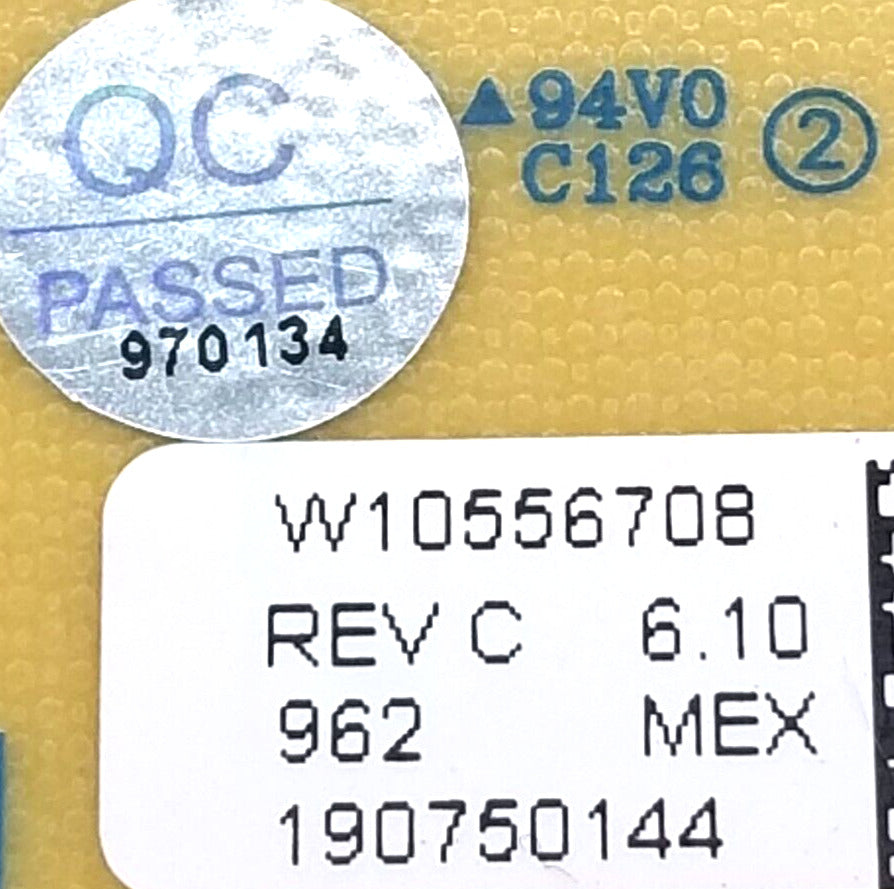 QC
PASSED
970134
▲94V0
C126
②
W10556708
REV C 6.10
962 MEX
190750144